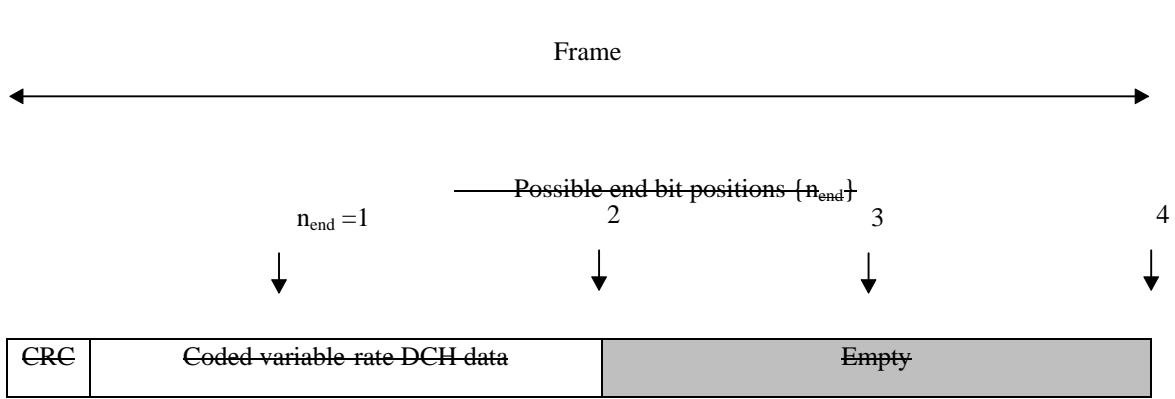 Frame
Possible end bit positions {nend}
nend =1 2 3 4
CRC Coded variable-rate DCH data Empty